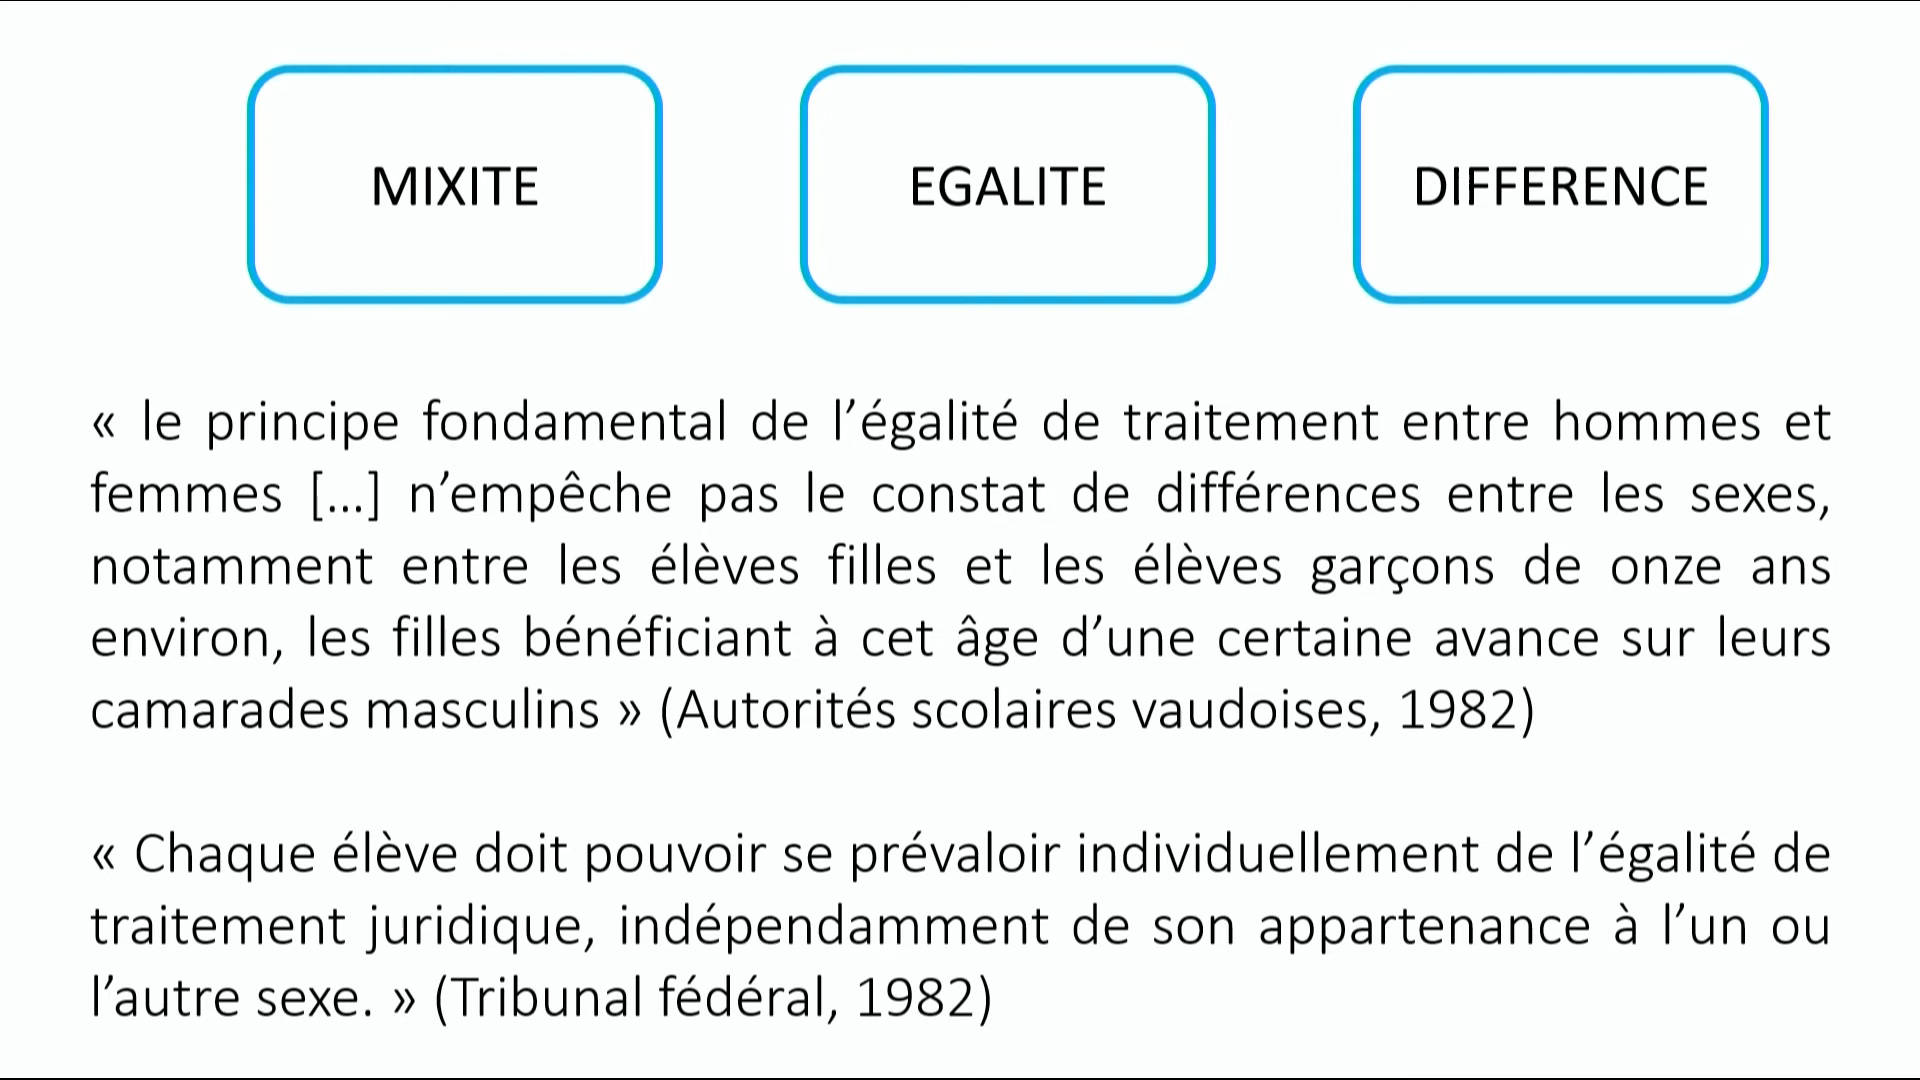 MIXITE
EGALITE
DIFFERENCE
« le principe fondamental de l’égalité de traitement entre hommes et
femmes [...] n’empêche pas le constat de différences entre les sexes,
notamment entre les élèves filles et les élèves garçons de onze ans
environ, les filles bénéficiant à cet âge d’une certaine avance sur leurs
camarades masculins » (Autorités scolaires vaudoises, 1982)
« Chaque élève doit pouvoir se prévaloir individuellement de l’égalité de
traitement juridique, indépendamment de son appartenance à l’un ou
l’autre sexe. » (Tribunal fédéral, 1982)